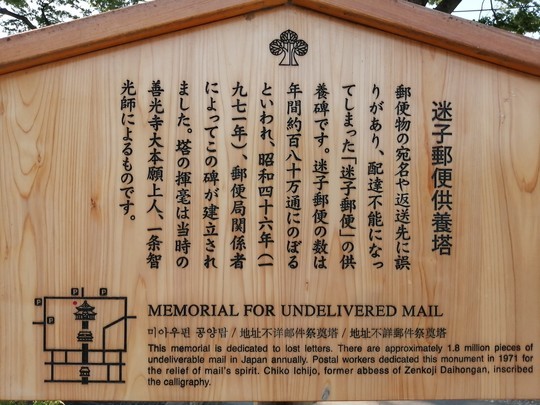 迷子郵便供養塔
郵便物の宛名や返送先に誤
りがあり、配達不能になっ
てしまった「迷子郵便」の供
養碑です。迷子郵便の数は
年間約百八十万通にのぼる
といわれ、昭和四十六年（一
九七一年）、郵便局関係者
によってこの碑が建立され
ました。塔の揮毫は当時の
善光寺大本願上人、一条智
光師によるものです。
P
P
P
P
MEMORIAL FOR UNDELIVERED MAIL
미아우편 공양탑 / 地址不详邮件祭奠塔 / 地址不詳郵件祭奠塔
This memorial is dedicated to lost letters. There are approximately 1.8 million pieces of
undeliverable mail in Japan annually. Postal workers dedicated this monument in 1971 for
the relief of mail's spirit. Chiko Ichijo, former abbess of Zenkoji Daihongan, inscribed
the calligraphy.